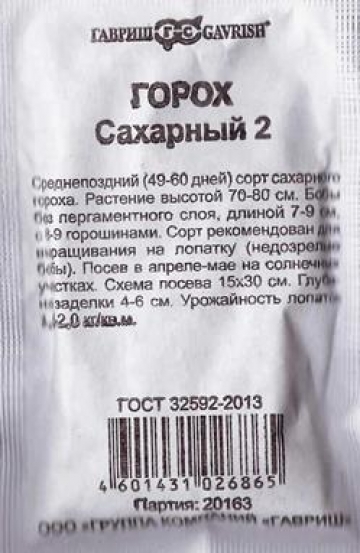 ГАВРИШ Г-С GAVRISH®
ГОРОХ
Сахарный 2
Среднепоздний (49-60 дней) сорт сахарного
гороха. Растение высотой 70-80 см. Бобы
без пергаментного слоя, длиной 7-9 см,
с 8-9 горошинами. Сорт рекомендован для
выращивания на лопатку (недозрелые
бобы). Посев в апреле-мае на солнечных
участках. Схема посева 15х30 см. Глубина
заделки 4-6 см. Урожайность лопаток
2,0 кг/кв.м.
ГОСТ 32592-2013
4 601431 026865
Партия: 20163
ООО «ГРУППА КОМПАНИЙ «ГАВРИШ»